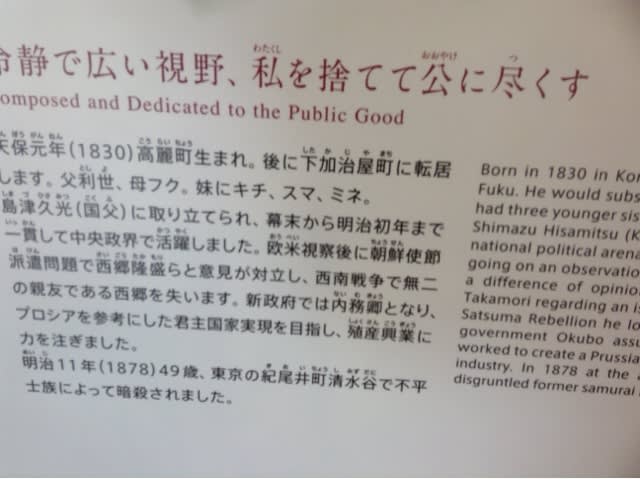 冷静で広い視野、私を捨てて公に尽くす
omposed and Dedicated to the Public Good
天保元年(1830)高麗町生まれ。後に下加治屋町に転居
します。父利世、母フク。妹にキチ、スマ、ミネ。
島津久光(国父)に取り立てられ、幕末から明治初年まで
一貫して中央政界で活躍しました。欧米視察後に朝鮮使節
派遣問題で西郷隆盛らと意見が対立し、西南戦争で無二
の親友である西郷を失います。新政府では内務卿となり、
プロシアを参考にした君主国家実現を目指し、殖産興業に
力を注ぎました。
明治11年(1878)49歳、東京の紀尾井町清水谷で不平
士族によって暗殺されました。
Born in 1830 in Kor
Fuku. He would subs
had three younger sis
Shimazu Hisamitsu (K
national political arena
going on an observation
a difference of opinio
Takamori regarding an is
Satsuma Rebellion he lo
government Okubo assu
worked to create a Prussia
industry. In 1878 at the
disgruntled former samurai